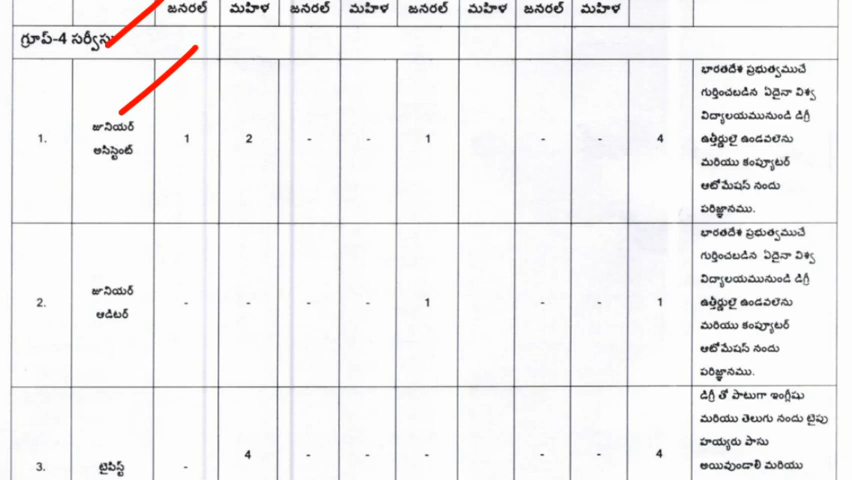 జనరల్ మహిళ జనరల్ మహిళ జనరల్ మహిళ జనరల్ మహిళ
గ్రూప్-4 సర్వీసు
భారతదేశ ప్రభుత్వముచే
గుర్తించబడిన ఏదైనా విశ్వ
విద్యాలయమునుండి డిగ్రీ
1. జూనియర్ అసిస్టెంట్ 1 2 - - 1 - - 4 ఉత్తీర్ణులై ఉండవలెను
మరియు కంప్యూటర్
ఆటోమేషన్ నందు
పరిజ్ఞానము.
భారతదేశ ప్రభుత్వముచే
గుర్తించబడిన ఏదైనా విశ్వ
విద్యాలయమునుండి డిగ్రీ
2. జూనియర్ ఆడిటర్ - - - - 1 - - 1 ఉత్తీర్ణులై ఉండవలెను
మరియు కంప్యూటర్
ఆటోమేషన్ నందు
పరిజ్ఞానము.
డిగ్రీ తో పాటుగా ఇంగ్లీషు
మరియు తెలుగు నందు టైపు
హయ్యరు పాసు
3. టైపిస్ట్ - 4 - - - - - 4 అయివుండాలి మరియు